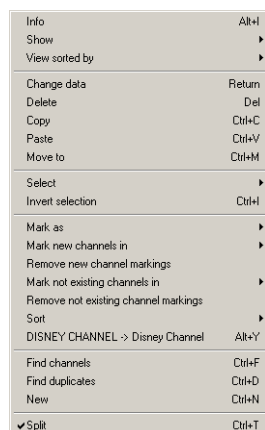 Info Alt+I
Show
View sorted by
Change data Return
Delete Del
Copy Ctrl+C
Paste Ctrl+V
Move to Ctrl+M
Select
Invert selection Ctrl+I
Mark as
Mark new channels in
Remove new channel markings
Mark not existing channels in
Remove not existing channel markings
Sort
DISNEY CHANNEL -> Disney Channel Alt+Y
Find channels Ctrl+F
Find duplicates Ctrl+D
New Ctrl+N
Split Ctrl+T